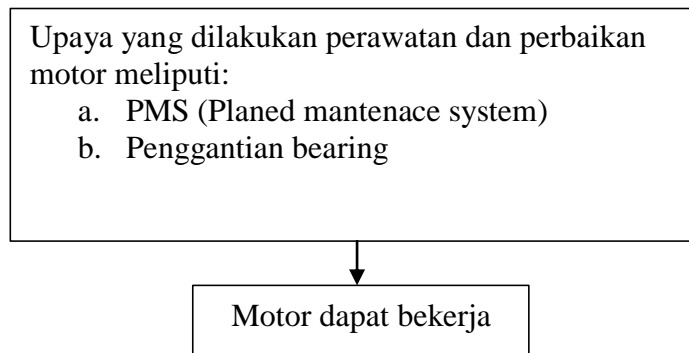 Upaya yang dilakukan perawatan dan perbaikan
motor meliputi:
a. PMS (Planed mantenace system)
b. Penggantian bearing
Motor dapat bekerja